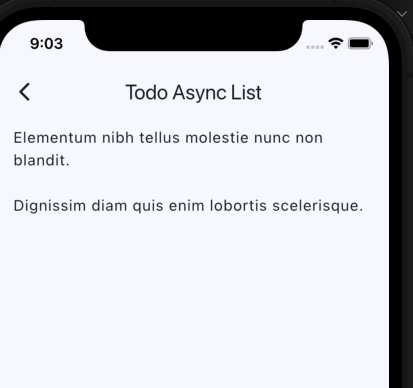 9:03
Todo Async List
Elementum nibh tellus molestie nunc non
blandit.
Dignissim diam quis enim lobortis scelerisque.